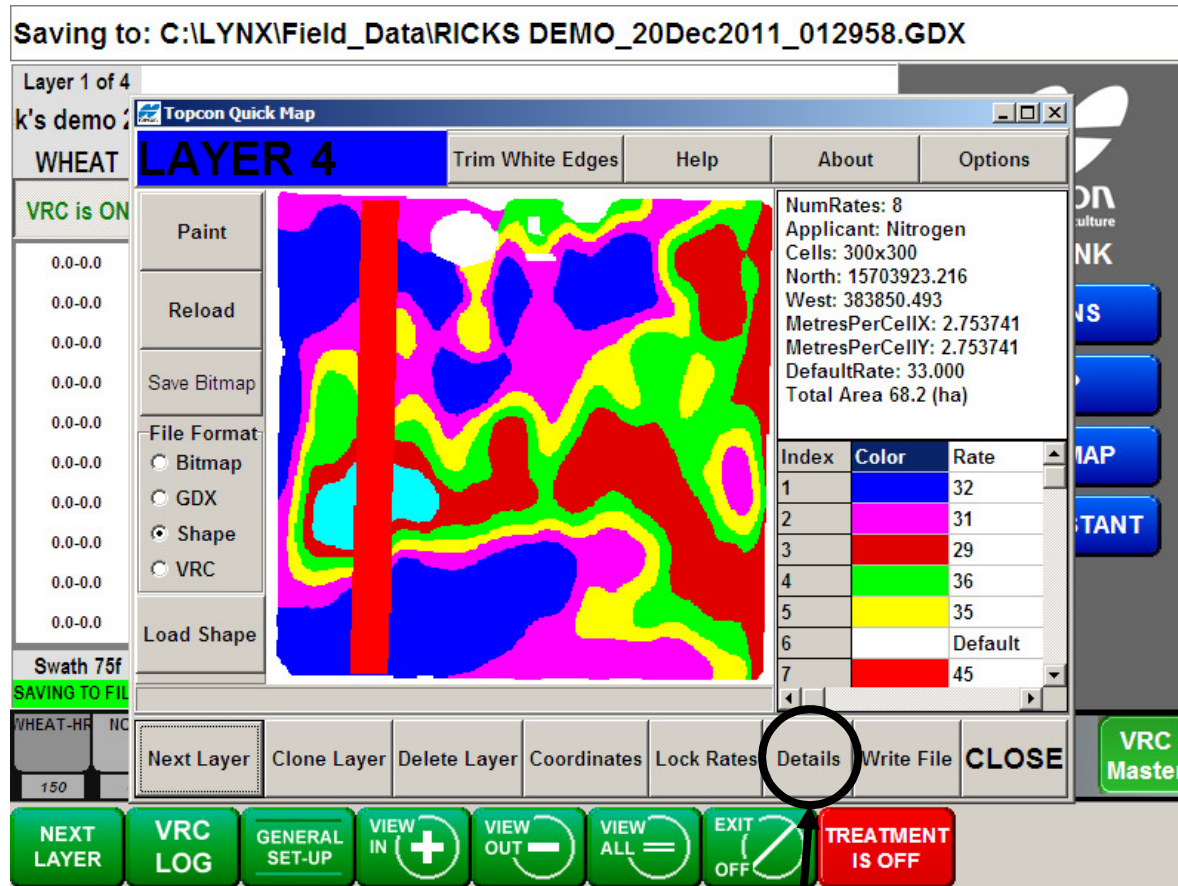 Saving to: C:\LYNX\Field_Data\RICKS DEMO_20Dec2011_012958.GDX
Layer 1 of 4
k's demo 2
WHEAT
VRC is ON
0.0-0.0
0.0-0.0
0.0-0.0
0.0-0.0
0.0-0.0
0.0-0.0
0.0-0.0
0.0-0.0
0.0-0.0
0.0-0.0
Swath 75f
SAVING TO FIL
WHEAT-HR NO
150
Topcon Quick Map
LAYER 4
Trim White Edges Help About Options
Paint
Reload
Save Bitmap
File Format
Bitmap
GDX
Shape
VRC
Load Shape
NumRates: 8
Applicant: Nitrogen
Cells: 300x300
North: 15703923.216
West: 383850.493
MetresPerCellX: 2.753741
MetresPerCellY: 2.753741
DefaultRate: 33.000
Total Area 68.2 (ha)
Index Color Rate
1 32
2 31
3 29
4 36
5 35
6 Default
7 45
Next Layer Clone Layer Delete Layer Coordinates Lock Rates Details Write File CLOSE
con
culture
NK
NS
AP
TANT
VRC
Master
NEXT
LAYER
VRC
LOG
GENERAL
SET-UP
VIEW
IN
VIEW
OUT
VIEW
ALL
EXIT
OFF
TREATMENT
IS OFF